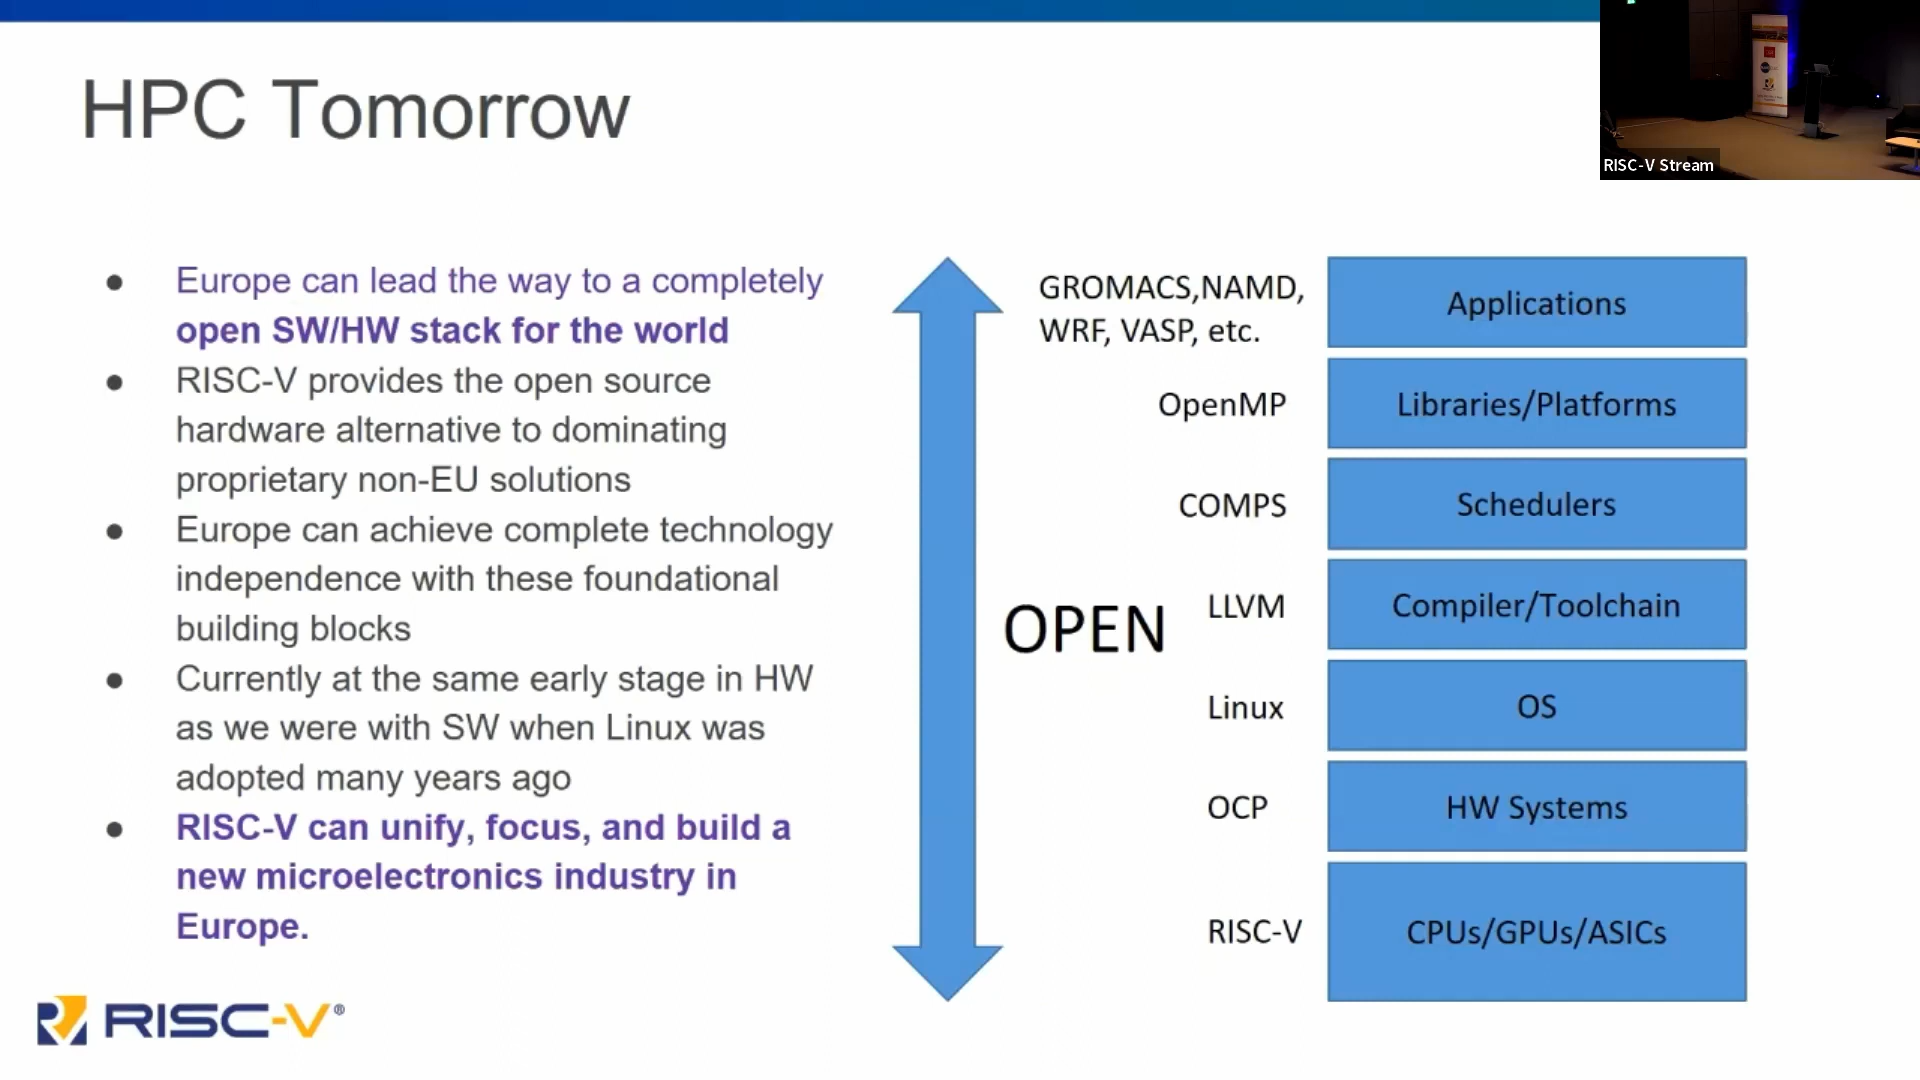 HPC Tomorrow
RISC-V Stream
● Europe can lead the way to a completely
open SW/HW stack for the world
● RISC-V provides the open source
hardware alternative to dominating
proprietary non-EU solutions
● Europe can achieve complete technology
independence with these foundational
building blocks
● Currently at the same early stage in HW
as we were with SW when Linux was
adopted many years ago
● RISC-V can unify, focus, and build a
new microelectronics industry in
Europe.
OPEN
GROMACS,NAMD,
WRF, VASP, etc.
Applications
OpenMP
Libraries/Platforms
COMPS
Schedulers
LLVM
Compiler/Toolchain
Linux
OS
OCP
HW Systems
RISC-V
CPUs/GPUs/ASICs
RISC-V®